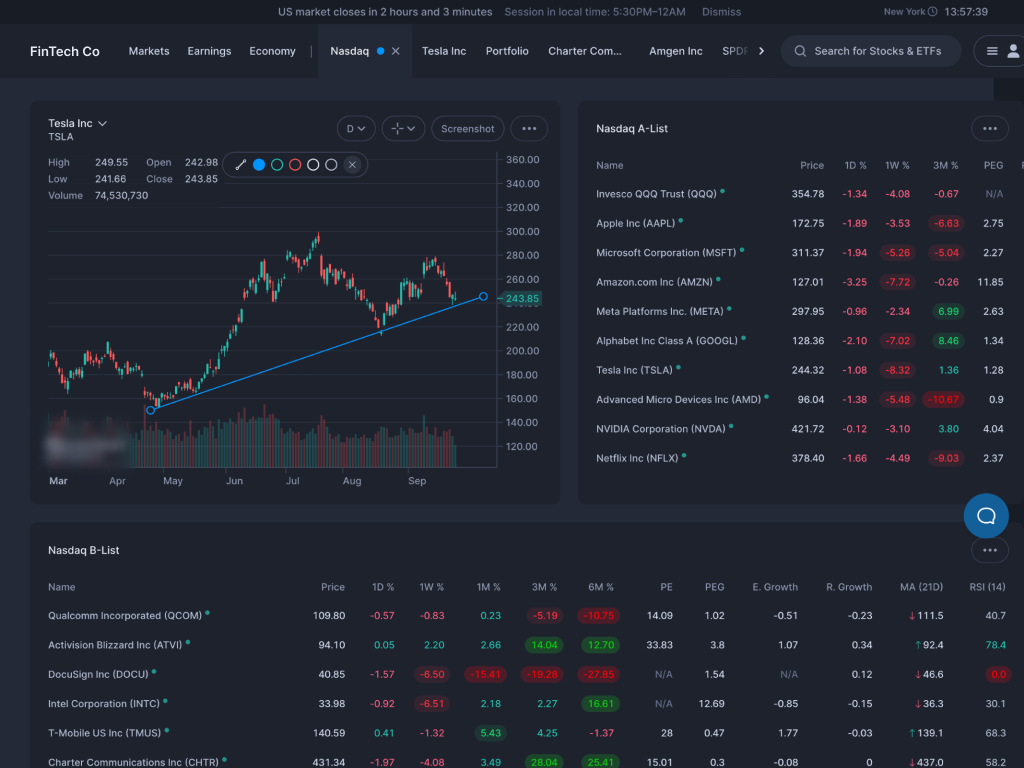 US market closes in 2 hours and 3 minutes Session in local time: 5:30PM–12AM Dismiss New York 13:57:39
FinTech Co Markets Earnings Economy | Nasdaq Tesla Inc Portfolio Charter Com... Amgen Inc SPDF Search for Stocks & ETFs
Tesla Inc
TSLA
D Screenshot
High 249.55 Open 242.98
Low 241.66 Close 243.85
Volume 74,530,730
360.00
340.00
320.00
300.00
280.00
260.00
243.85
220.00
200.00
180.00
160.00
140.00
120.00
Mar Apr May Jun Jul Aug Sep
Nasdaq A-List
Name Price 1D % 1W % 3M % PEG
Invesco QQQ Trust (QQQ) 354.78 -1.34 -4.08 -0.67 N/A
Apple Inc (AAPL) 172.75 -1.89 -3.53 -6.63 2.75
Microsoft Corporation (MSFT) 311.37 -1.94 -5.26 -5.04 2.27
Amazon.com Inc (AMZN) 127.01 -3.25 -7.72 -0.26 11.85
Meta Platforms Inc. (META) 297.95 -0.96 -2.34 6.99 2.63
Alphabet Inc Class A (GOOGL) 128.36 -2.10 -7.02 8.46 1.34
Tesla Inc (TSLA) 244.32 -1.08 -8.32 1.36 1.28
Advanced Micro Devices Inc (AMD) 96.04 -1.38 -5.48 -10.67 0.9
NVIDIA Corporation (NVDA) 421.72 -0.12 -3.10 3.80 4.04
Netflix Inc (NFLX) 378.40 -1.66 -4.49 -9.03 2.37
Nasdaq B-List
Name Price 1D % 1W % 1M % 3M % 6M % PE PEG E. Growth R. Growth MA (21D) RSI (14)
Qualcomm Incorporated (QCOM) 109.80 -0.57 -0.83 0.23 -5.19 -10.75 14.09 1.02 -0.51 -0.23 ↓111.5 40.7
Activision Blizzard Inc (ATVI) 94.10 0.05 2.20 2.66 14.04 12.70 33.83 3.8 1.07 0.34 ↑92.4 78.4
DocuSign Inc (DOCU) 40.85 -1.57 -6.50 -15.41 -19.28 -27.85 N/A 1.54 N/A 0.12 ↓46.6 0.0
Intel Corporation (INTC) 33.98 -0.92 -6.51 2.18 2.27 16.61 N/A 12.69 -0.85 -0.15 ↓36.3 30.1
T-Mobile US Inc (TMUS) 140.59 0.41 -1.32 5.43 4.25 -1.37 28 0.47 1.77 -0.03 ↑139.1 68.3
Charter Communications Inc (CHTR) 431.34 -1.97 -4.08 3.49 28.04 25.41 15.01 0.3 -0.08 0 ↓437.0 58.2